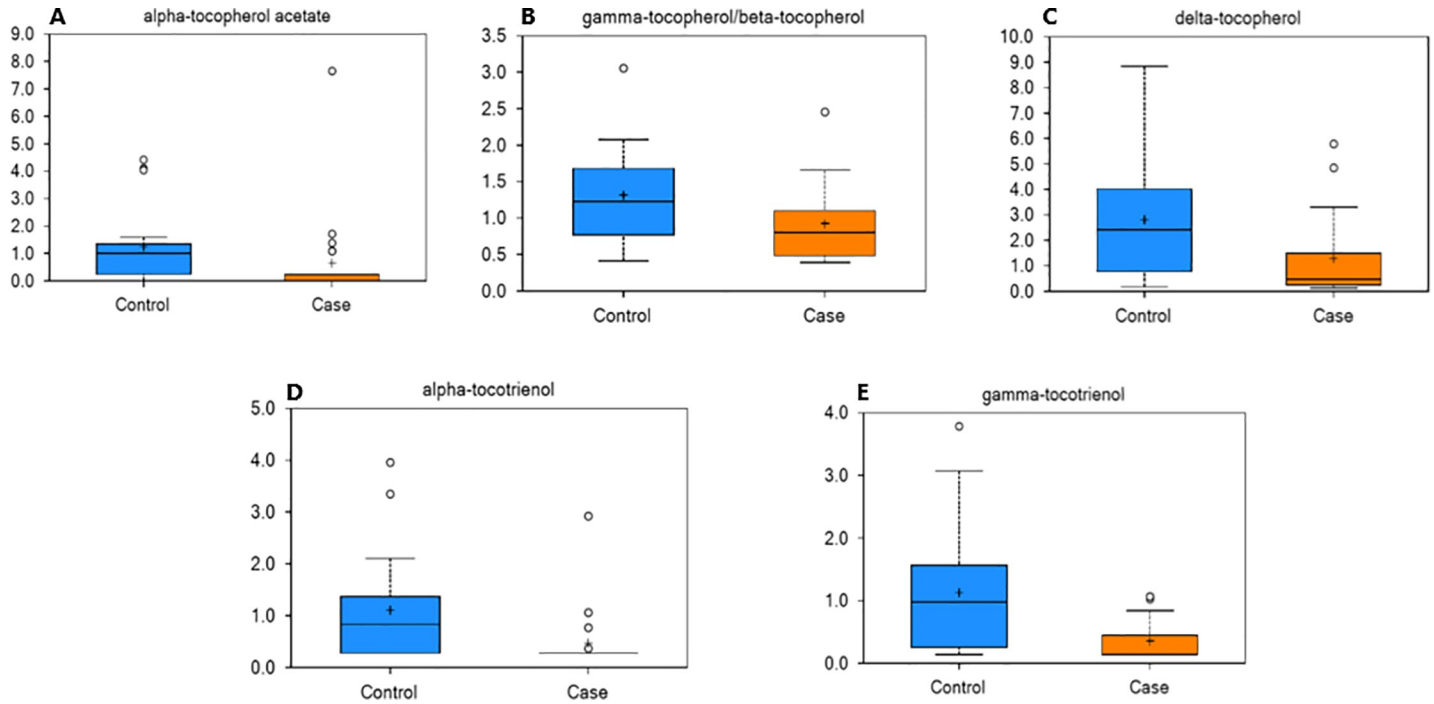 A
alpha-tocopherol acetate
9.0
8.0
7.0
6.0
5.0
4.0
3.0
2.0
1.0
0.0
Control Case
B
gamma-tocopherol/beta-tocopherol
3.5
3.0
2.5
2.0
1.5
1.0
0.5
0.0
Control Case
C
delta-tocopherol
10.0
9.0
8.0
7.0
6.0
5.0
4.0
3.0
2.0
1.0
0.0
Control Case
D
alpha-tocotrienol
5.0
4.0
3.0
2.0
1.0
0.0
Control Case
E
gamma-tocotrienol
4.0
3.0
2.0
1.0
0.0
Control Case